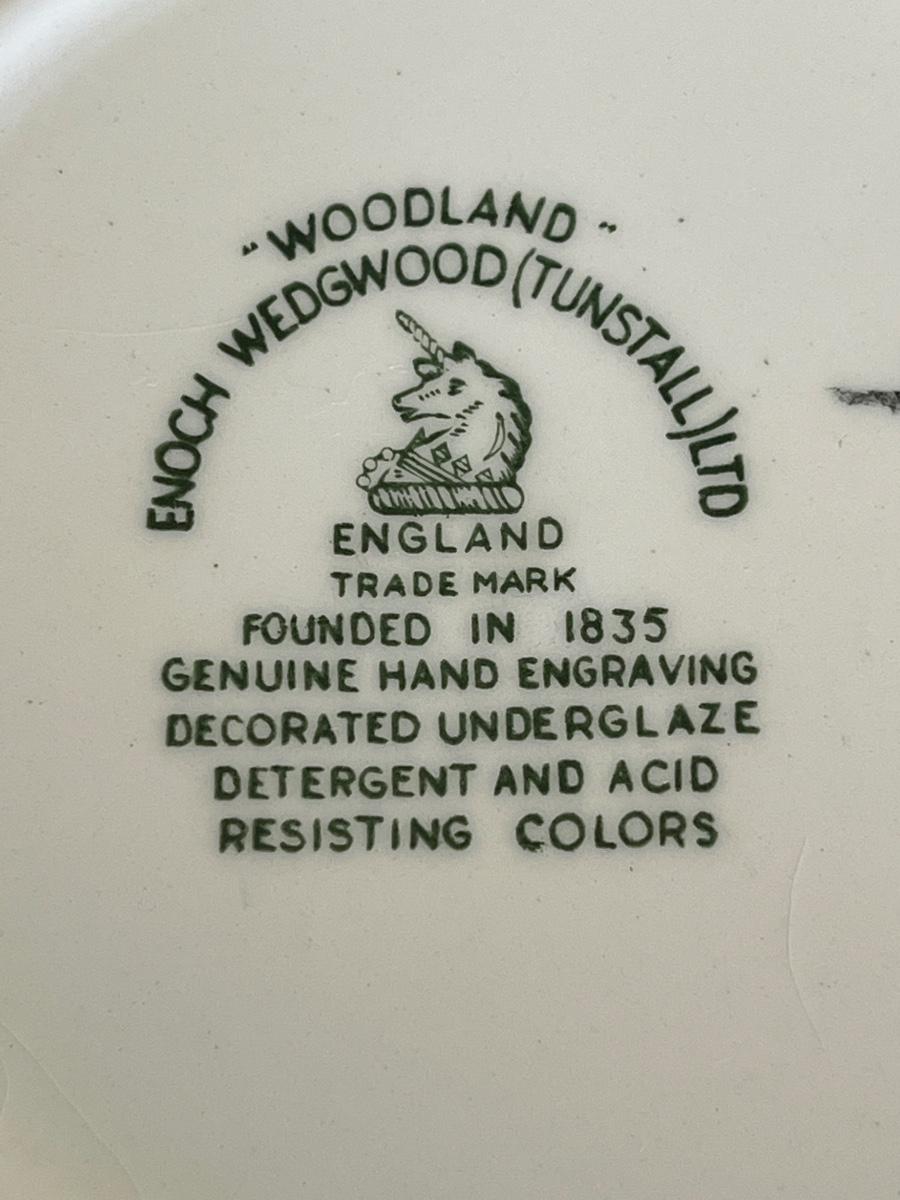 "WOODLAND"
ENOCH WEDGWOOD (TUNSTALL) LTD
ENGLAND
TRADE MARK
FOUNDED IN 1835
GENUINE HAND ENGRAVING
DECORATED UNDERGLAZE
DETERGENT AND ACID
RESISTING COLORS